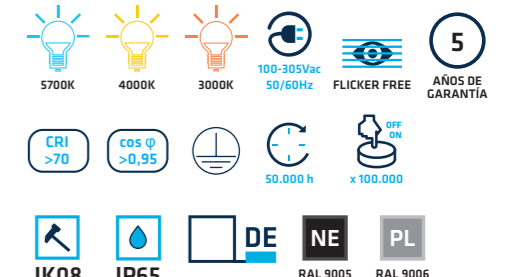 5700K
4000K
3000K
100-305Vac
50/60Hz
FLICKER FREE
5
AÑOS DE
GARANTÍA
CRI
>70
cos φ
>0,95
50.000 h
OFF
ON
x 100.000
IK08
IP65
DE
NE
RAL 9005
PL
RAL 9006